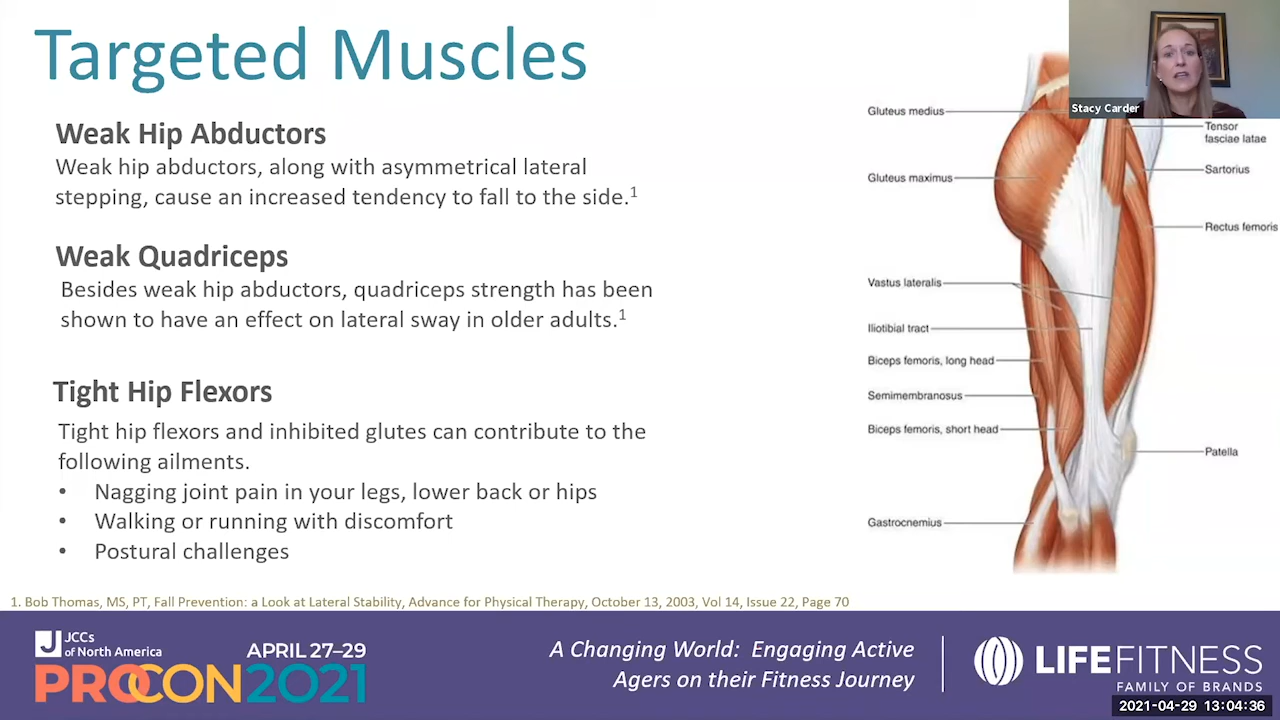 Targeted Muscles
Weak Hip Abductors
Weak hip abductors, along with asymmetrical lateral
stepping, cause an increased tendency to fall to the side.1
Weak Quadriceps
Besides weak hip abductors, quadriceps strength has been
shown to have an effect on lateral sway in older adults.1
Tight Hip Flexors
Tight hip flexors and inhibited glutes can contribute to the
following ailments.
• Nagging joint pain in your legs, lower back or hips
• Walking or running with discomfort
• Postural challenges
Gluteus medius
Gluteus maximus
Vastus lateralis
Iliotibial tract
Biceps femoris, long head
Semimembranosus
Biceps femoris, short head
Gastrocnemius
Stacy Carder
Tensor
fasciae latae
Sartorius
Rectus femoris
Patella
1. Bob Thomas, MS, PT, Fall Prevention: a Look at Lateral Stability, Advance for Physical Therapy, October 13, 2003, Vol 14, Issue 22, Page 70
J JCCs
of North America
APRIL 27–29
PROCON2021
A Changing World: Engaging Active
Agers on their Fitness Journey
LIFEFITNESS
FAMILY OF BRANDS
2021-04-29 13:04:36